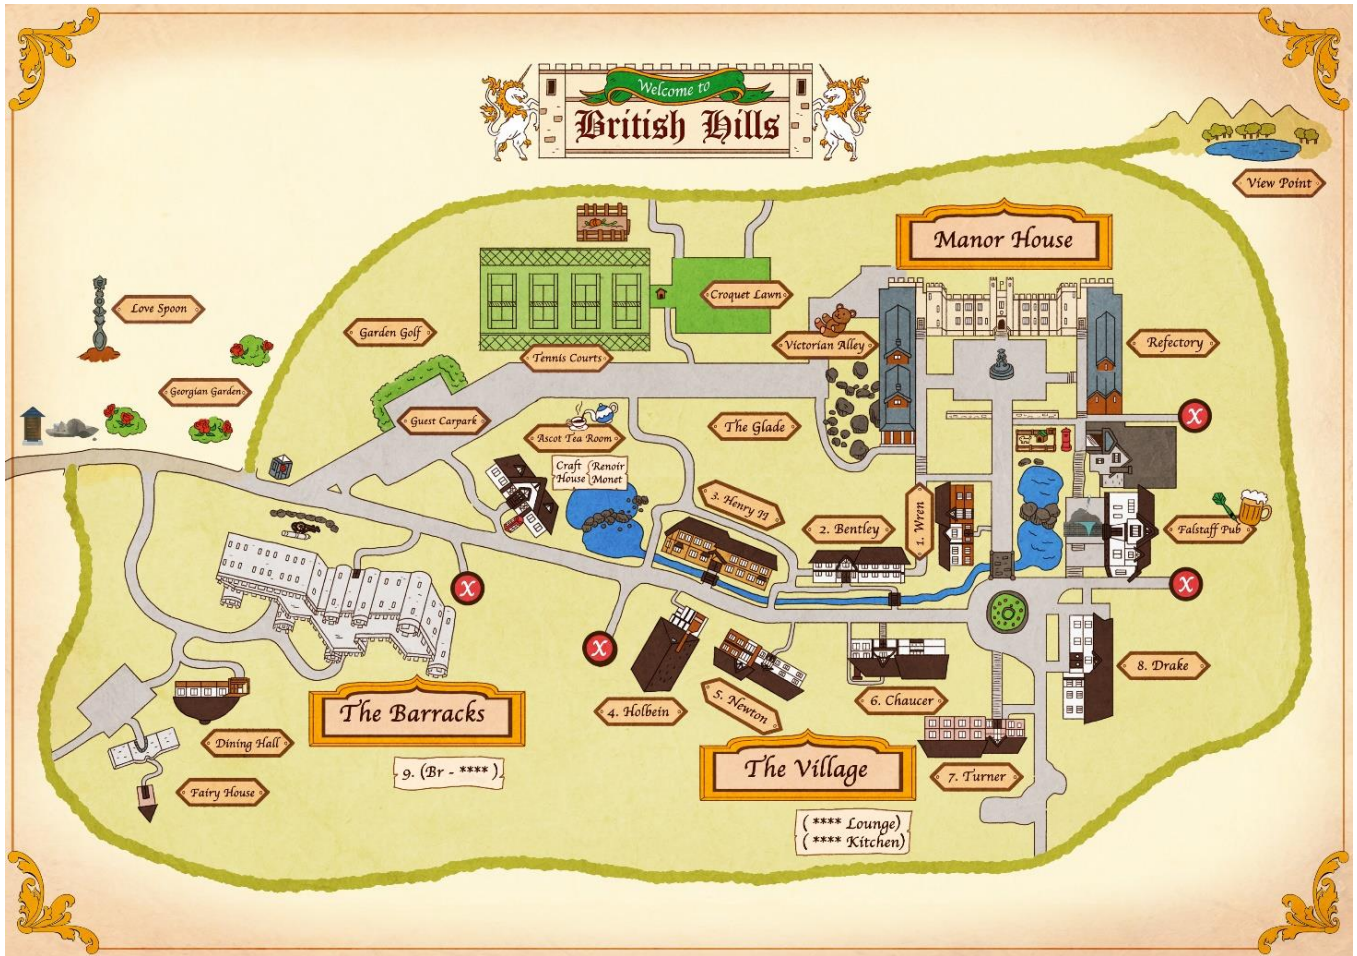 Welcome to
British Hills
View Point
Manor House
Love Spoon
Croquet Lawn
Garden Golf
Victorian Alley
Refectory
Tennis Courts
Georgian Garden
Guest Carpark
The Glade
X
Ascot Tea Room
Craft House
Renoir Monet
3. Henry VI
2. Bentley
1. Wren
Falstaff Pub
X
X
X
4. Holbein
5. Newton
6. Chaucer
8. Drake
The Barracks
Dining Hall
9. (Br - **** )
Fairy House
The Village
7. Turner
( **** Lounge)
( **** Kitchen)